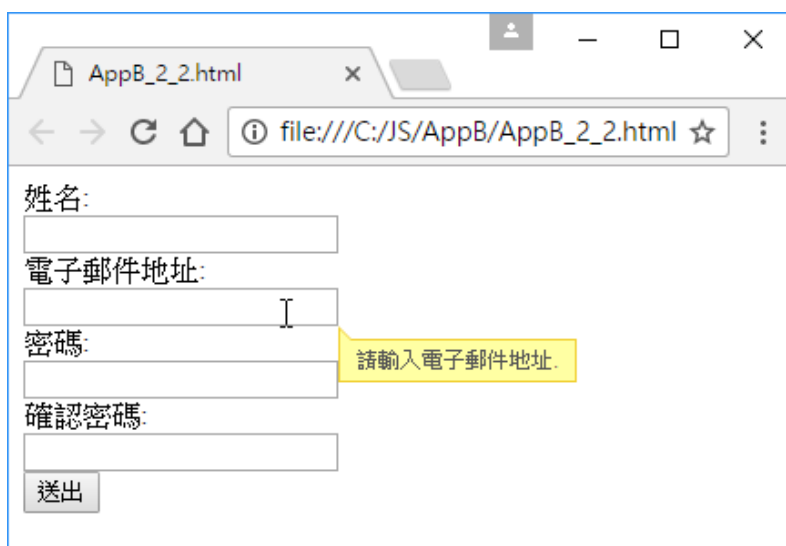 AppB_2_2.html
file:///C:/JS/AppB/AppB_2_2.html
姓名:
電子郵件地址:
密碼:
請輸入電子郵件地址.
確認密碼:
送出